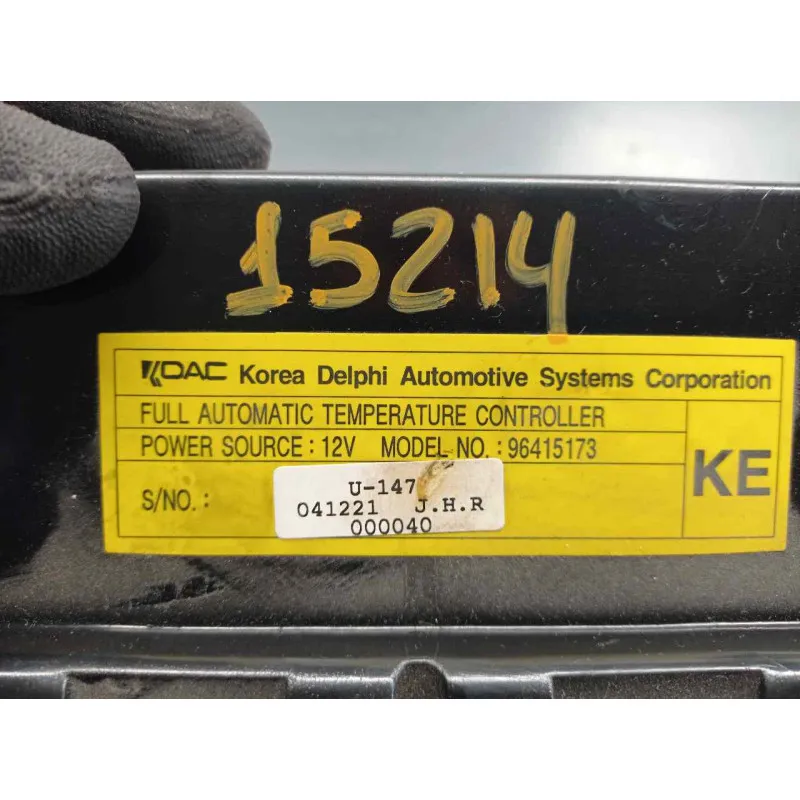 15214
KDAC Korea Delphi Automotive Systems Corporation
FULL AUTOMATIC TEMPERATURE CONTROLLER
POWER SOURCE : 12V MODEL NO. : 96415173
KE
S/NO. :
U-147
041221 J.H.R
000040